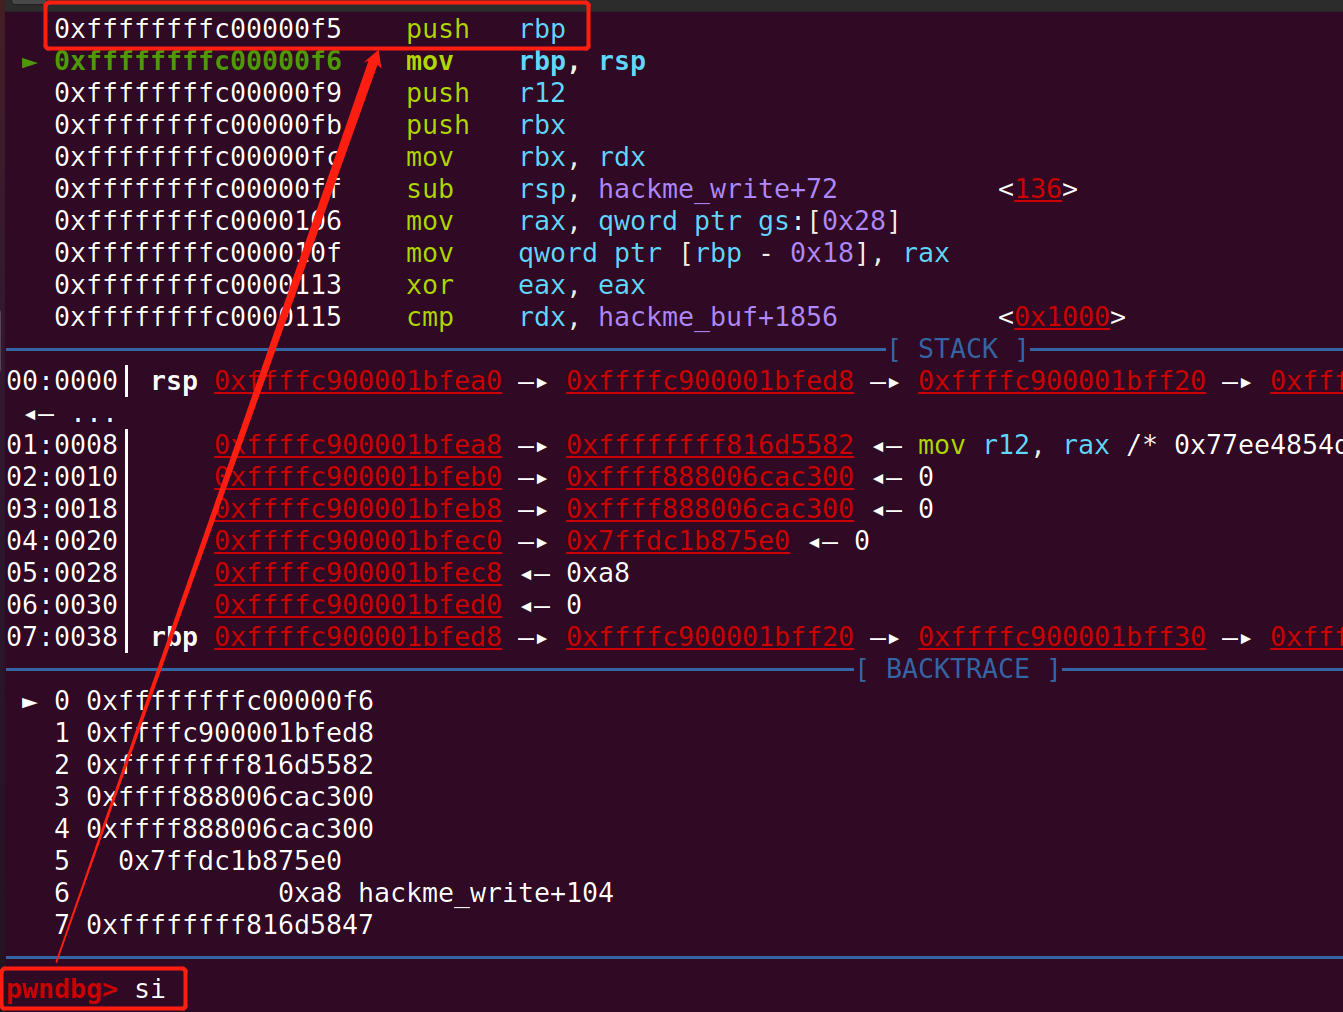 0xffffffffc00000f5    push   rbp
► 0xffffffffc00000f6    mov    rbp, rsp
0xffffffffc00000f9    push   r12
0xffffffffc00000fb    push   rbx
0xffffffffc00000fc    mov    rbx, rdx
0xffffffffc00000ff    sub    rsp, hackme_write+72          <136>
0xffffffffc0000106    mov    rax, qword ptr gs:[0x28]
0xffffffffc000010f    mov    qword ptr [rbp - 0x18], rax
0xffffffffc0000113    xor    eax, eax
0xffffffffc0000115    cmp    rdx, hackme_buf+1856          <0x1000>
[ STACK ]
00:0000│ rsp 0xffffc900001bfea0 —▸ 0xffffc900001bfed8 —▸ 0xffffc900001bff20 —▸ 0xfff
◂— ...
01:0008│     0xffffc900001bfea8 —▸ 0xffffffff816d5582 ◂— mov r12, rax /* 0x77ee4854
02:0010│     0xffffc900001bfeb0 —▸ 0xffff888006cac300 ◂— 0
03:0018│     0xffffc900001bfeb8 —▸ 0xffff888006cac300 ◂— 0
04:0020│     0xffffc900001bfec0 —▸ 0x7ffdc1b875e0 ◂— 0
05:0028│     0xffffc900001bfec8 ◂— 0xa8
06:0030│     0xffffc900001bfed0 ◂— 0
07:0038│ rbp 0xffffc900001bfed8 —▸ 0xffffc900001bff20 —▸ 0xffffc900001bff30 —▸ 0xfff
[ BACKTRACE ]
► 0 0xffffffffc00000f6
1 0xffffc900001bfed8
2 0xffffffff816d5582
3 0xffff888006cac300
4 0xffff888006cac300
5   0x7ffdc1b875e0
6             0xa8 hackme_write+104
7 0xffffffff816d5847
pwndbg> si